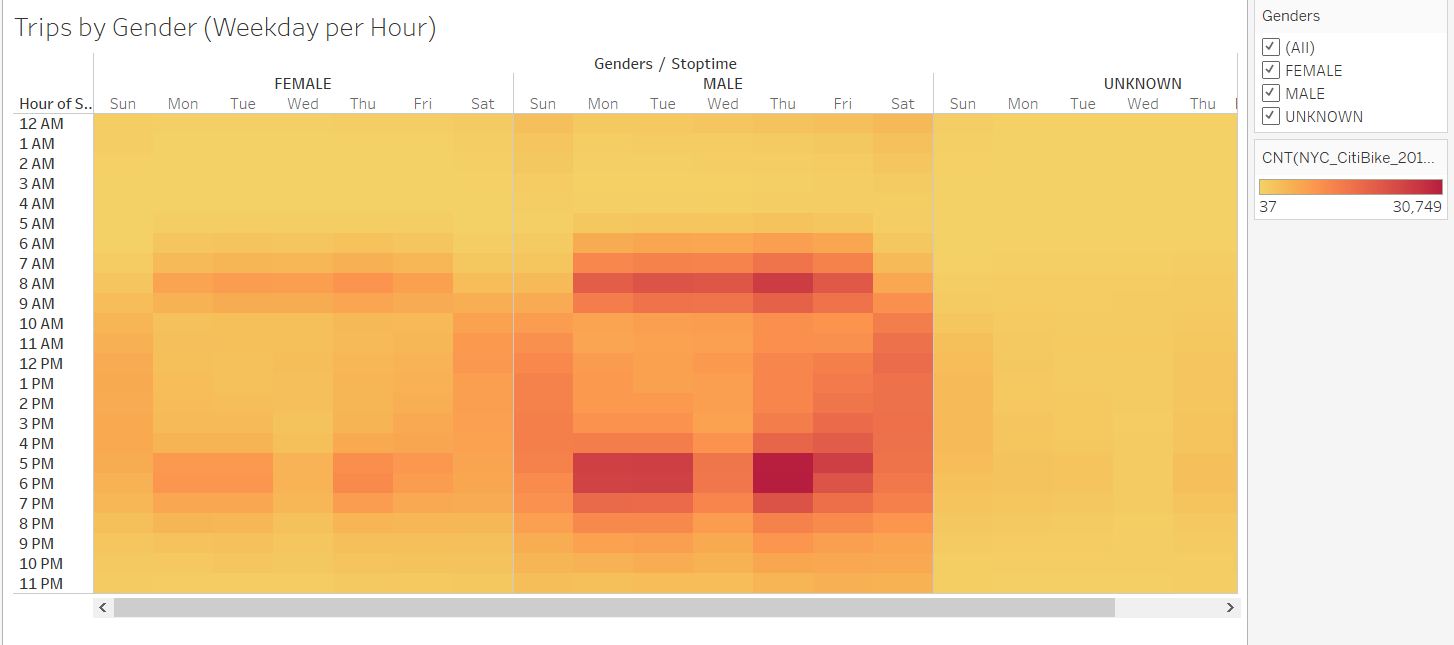 Trips by Gender (Weekday per Hour)
Genders / Stoptime
FEMALE MALE UNKNOWN
Hour of S.. Sun Mon Tue Wed Thu Fri Sat Sun Mon Tue Wed Thu Fri Sat Sun Mon Tue Wed Thu
12 AM
1 AM
2 AM
3 AM
4 AM
5 AM
6 AM
7 AM
8 AM
9 AM
10 AM
11 AM
12 PM
1 PM
2 PM
3 PM
4 PM
5 PM
6 PM
7 PM
8 PM
9 PM
10 PM
11 PM
Genders
(All)
FEMALE
MALE
UNKNOWN
CNT(NYC_CitiBike_201...
37 30,749